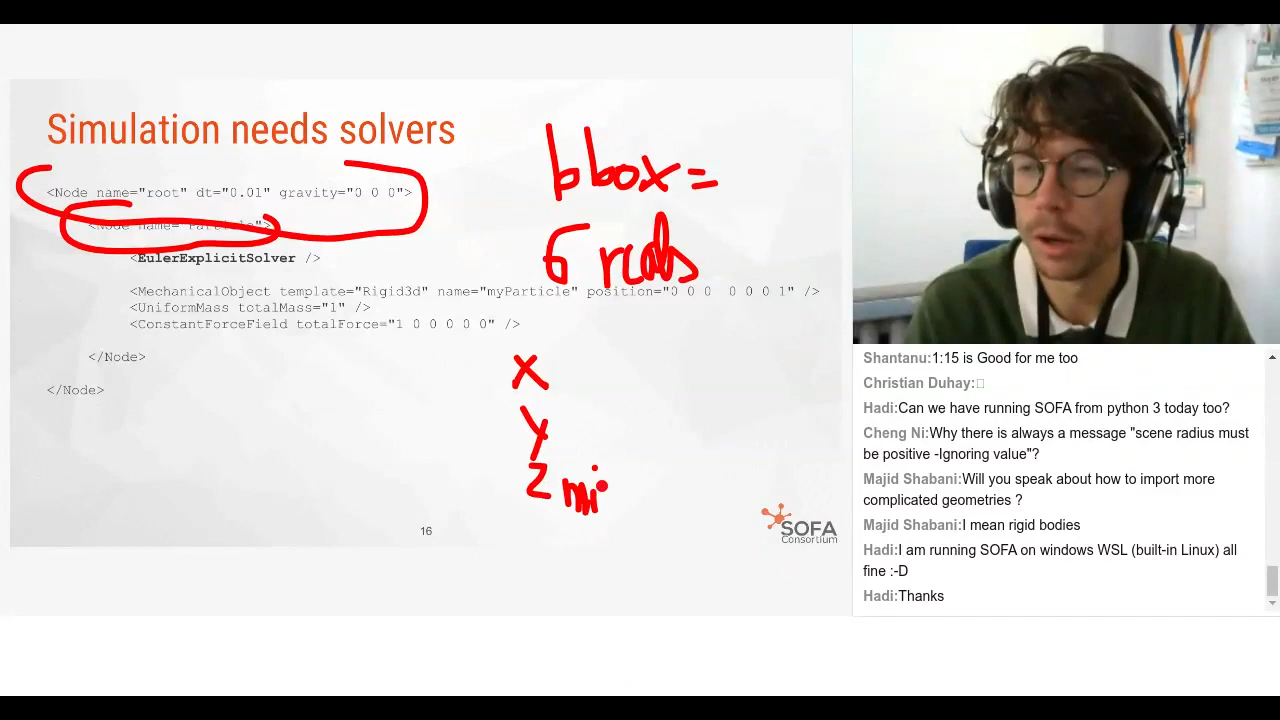 Simulation needs solvers
<Node name="root" dt="0.01" gravity="0 0 0">
<Node name="Particle">
<EulerExplicitSolver />
<MechanicalObject template="Rigid3d" name="myParticle" position="0 0 0  0 0 0 1" />
<UniformMass totalMass="1" />
<ConstantForceField totalForce="1 0 0 0 0 0" />
</Node>
</Node>
bbox =
6
x
y
z mi
16
SOFA
Consortium
Shantanu:1:15 is Good for me too
Christian Duhay:
Hadi:Can we have running SOFA from python 3 today too?
Cheng Ni:Why there is always a message "scene radius must
be positive -Ignoring value"?
Majid Shabani:Will you speak about how to import more
complicated geometries ?
Majid Shabani:I mean rigid bodies
Hadi:I am running SOFA on windows WSL (built-in Linux) all
fine :-D
Hadi:Thanks